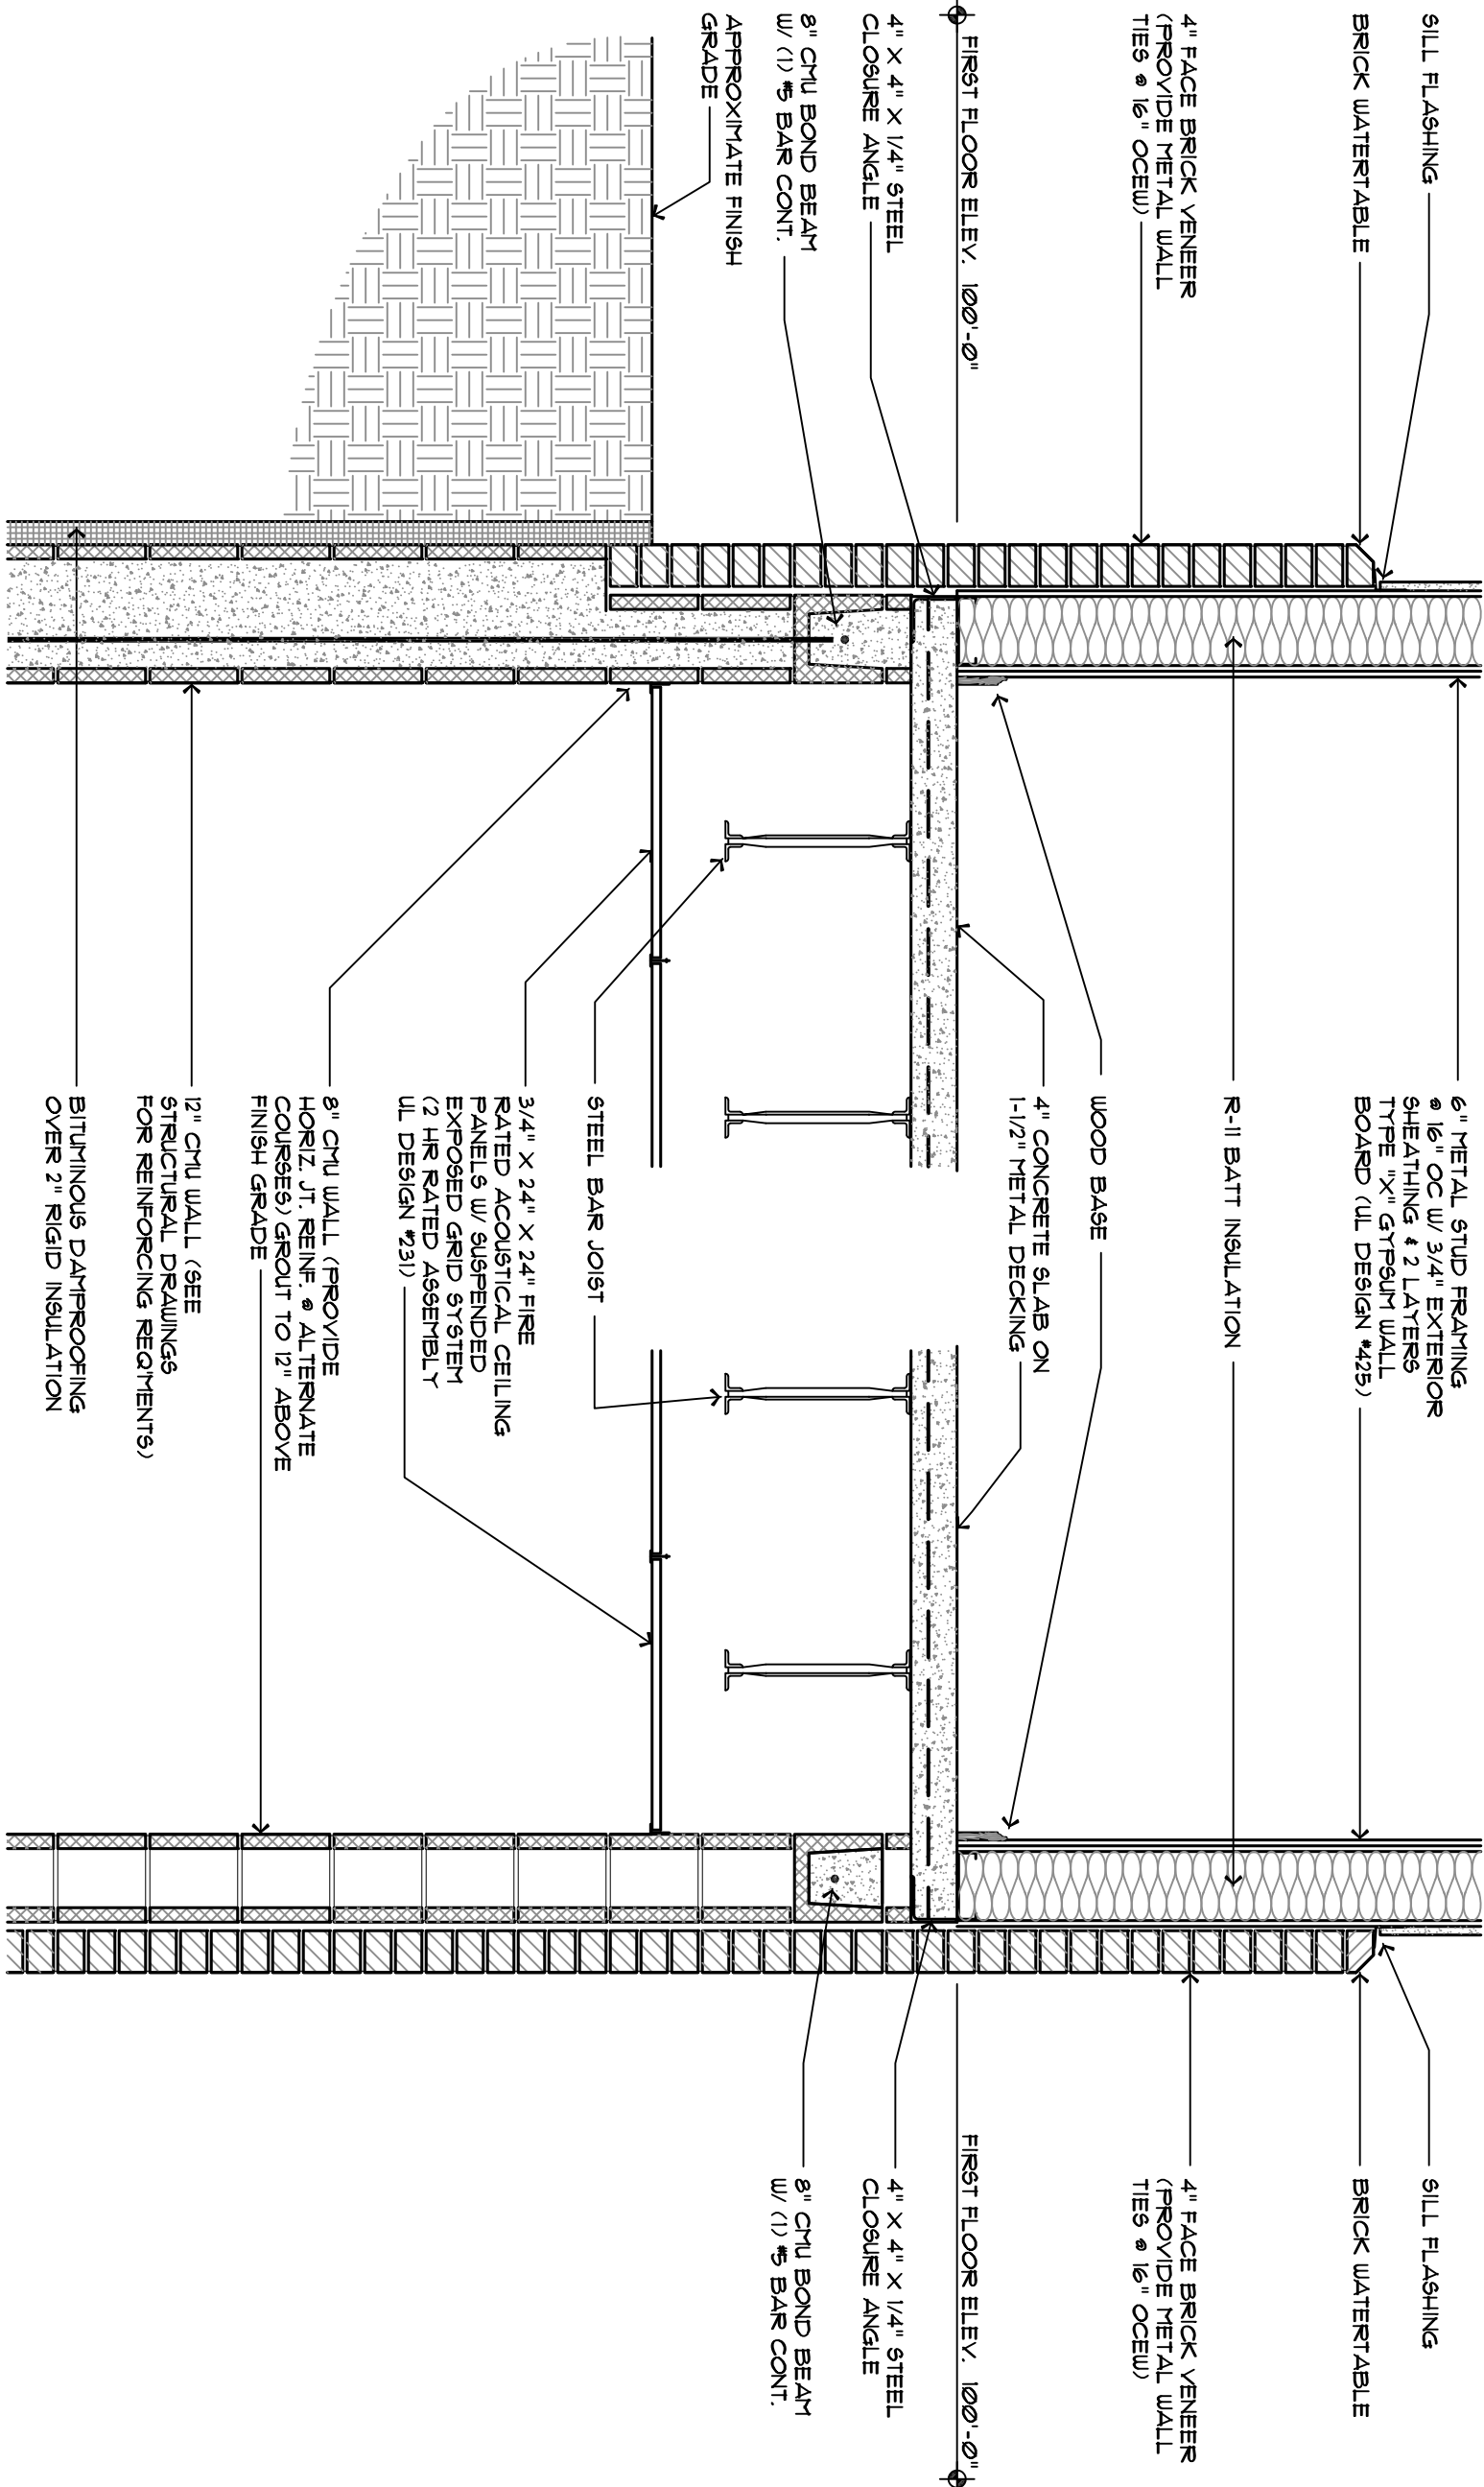 SILL FLASHING
BRICK WATERTABLE
4" FACE BRICK VENEER
(PROVIDE METAL WALL
TIES @ 16" OCEW)
FIRST FLOOR ELEV. 100'-0"
4" X 4" X 1/4" STEEL
CLOSURE ANGLE
8" CMU BOND BEAM
W/ (1) #5 BAR CONT.
APPROXIMATE FINISH
GRADE
6" METAL STUD FRAMING
@ 16" OC W/ 3/4" EXTERIOR
SHEATHING & 2 LAYERS
TYPE "X" GYPSUM WALL
BOARD (UL DESIGN #425)
R-11 BATT INSULATION
WOOD BASE
4" CONCRETE SLAB ON
1-1/2" METAL DECKING
STEEL BAR JOIST
3/4" X 24" X 24" FIRE
RATED ACOUSTICAL CEILING
PANELS W/ SUSPENDED
EXPOSED GRID SYSTEM
(2 HR RATED ASSEMBLY
UL DESIGN #231)
8" CMU WALL (PROVIDE
HORIZ. JT. REINF. @ ALTERNATE
COURSES) GROUT TO 12" ABOVE
FINISH GRADE
12" CMU WALL (SEE
STRUCTURAL DRAWINGS
FOR REINFORCING REQ'MENTS)
BITUMINOUS DAMPROOFING
OVER 2" RIGID INSULATION
SILL FLASHING
BRICK WATERTABLE
4" FACE BRICK VENEER
(PROVIDE METAL WALL
TIES @ 16" OCEW)
FIRST FLOOR ELEV. 100'-0"
4" X 4" X 1/4" STEEL
CLOSURE ANGLE
8" CMU BOND BEAM
W/ (1) #5 BAR CONT.